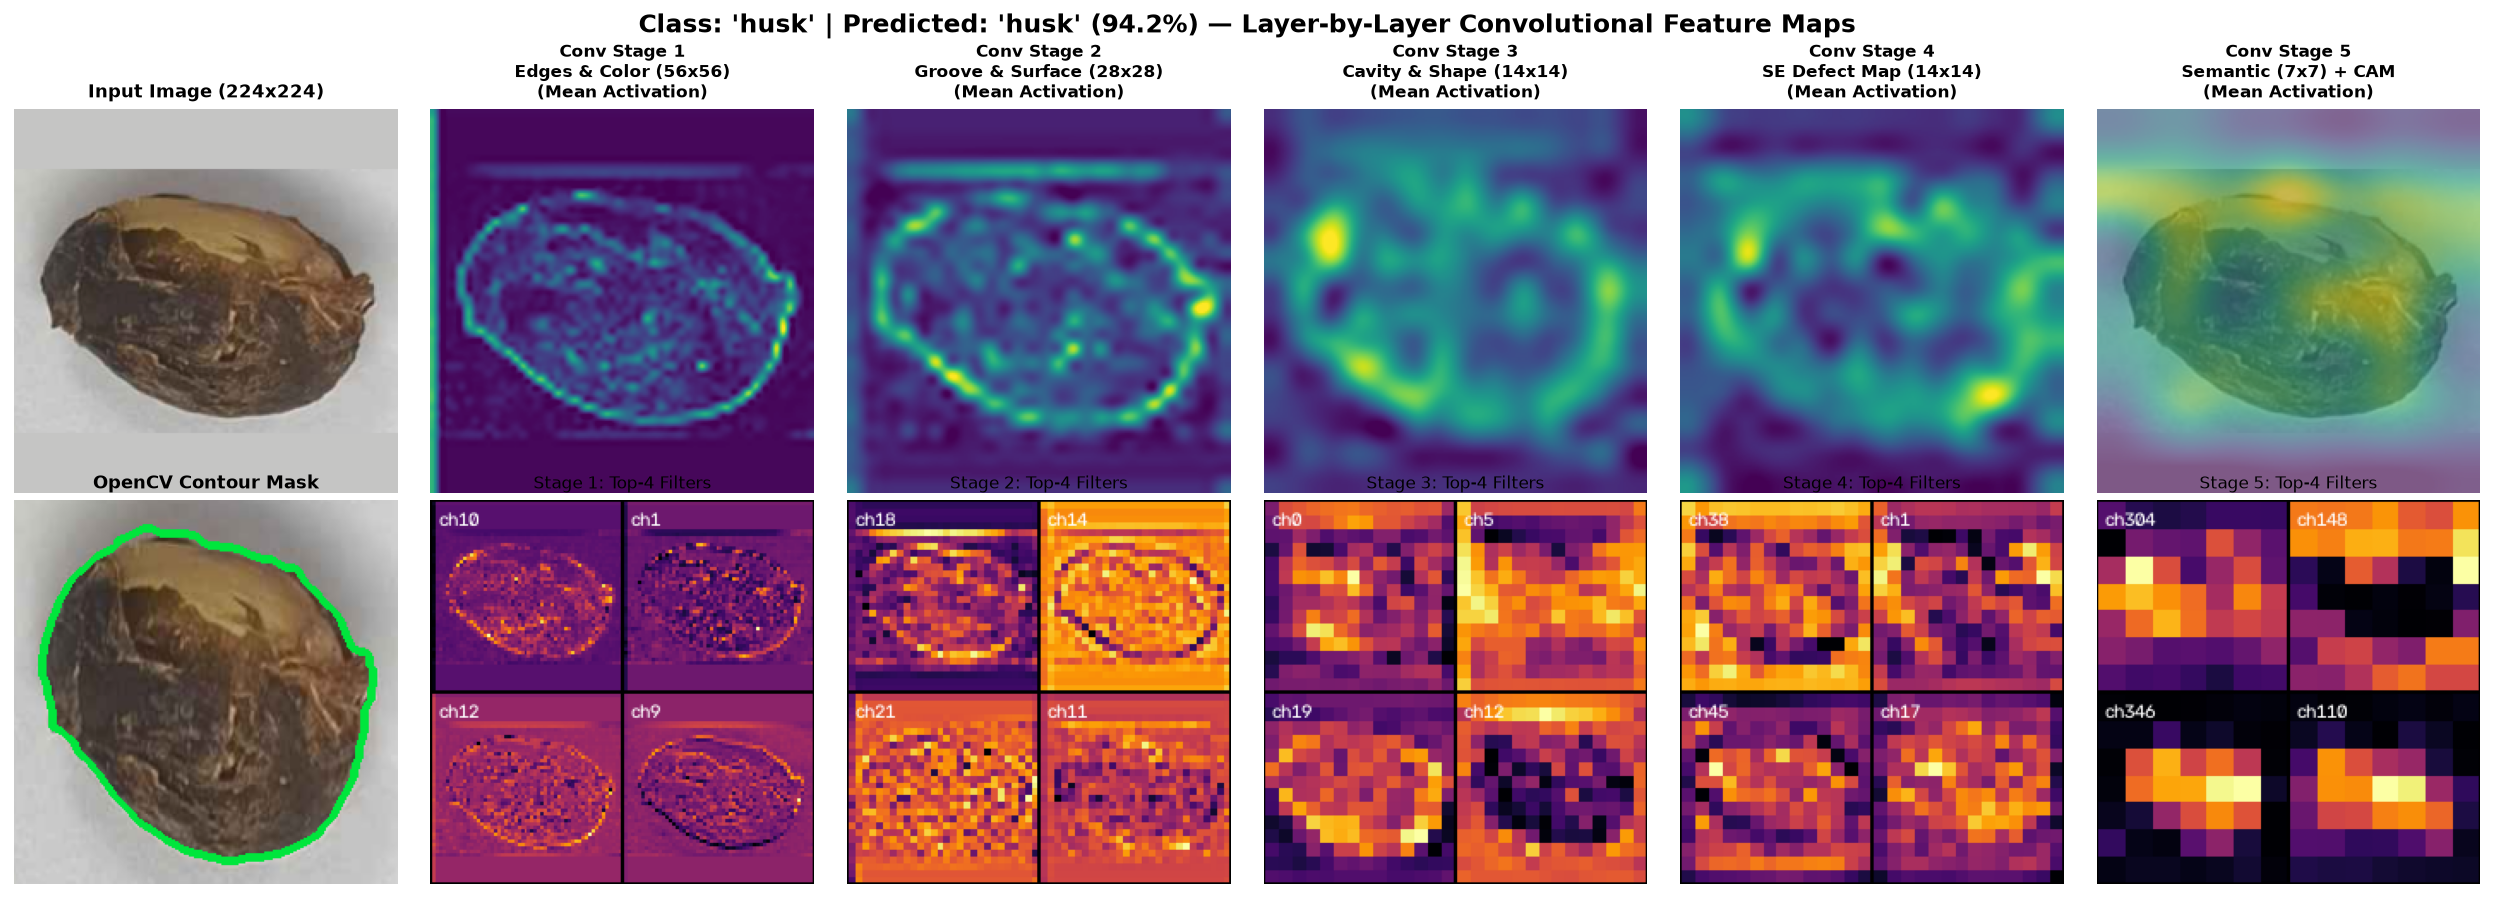 Class: 'husk' | Predicted: 'husk' (94.2%) — Layer-by-Layer Convolutional Feature Maps
Input Image (224x224)
Conv Stage 1
Edges & Color (56x56)
(Mean Activation)
Conv Stage 2
Groove & Surface (28x28)
(Mean Activation)
Conv Stage 3
Cavity & Shape (14x14)
(Mean Activation)
Conv Stage 4
SE Defect Map (14x14)
(Mean Activation)
Conv Stage 5
Semantic (7x7) + CAM
(Mean Activation)
OpenCV Contour Mask
Stage 1: Top-4 Filters
ch10
ch1
ch12
ch9
Stage 2: Top-4 Filters
ch18
ch14
ch21
ch11
Stage 3: Top-4 Filters
ch0
ch5
ch19
ch12
Stage 4: Top-4 Filters
ch38
ch1
ch45
ch17
Stage 5: Top-4 Filters
ch304
ch148
ch346
ch110